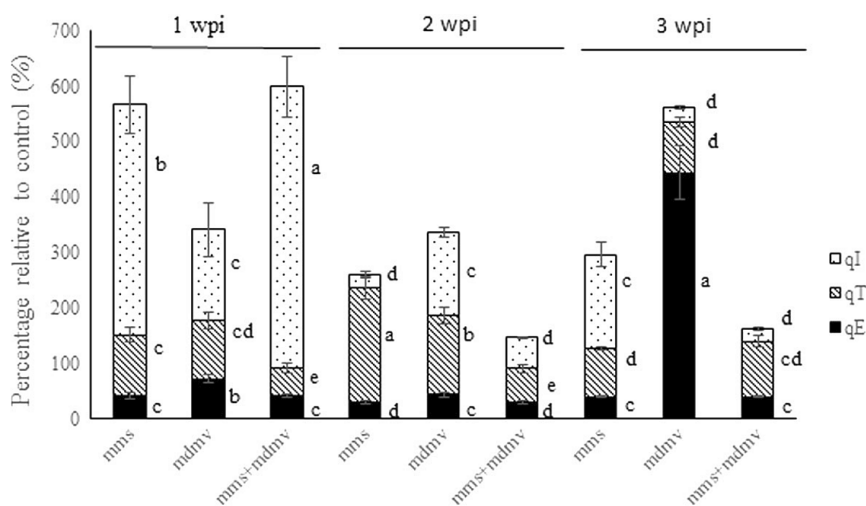 1 wpi
2 wpi
3 wpi
Percentage relative to control (%)
700
600
500
400
300
200
100
0
b
c
c
c
cd
b
a
e
c
d
a
d
c
b
c
d
e
d
c
d
c
d
d
a
d
cd
c
qI
qT
qE
mms
mdmv
mms+mdmv
mms
mdmv
mms+mdmv
mms
mdmv
mms+mdmv